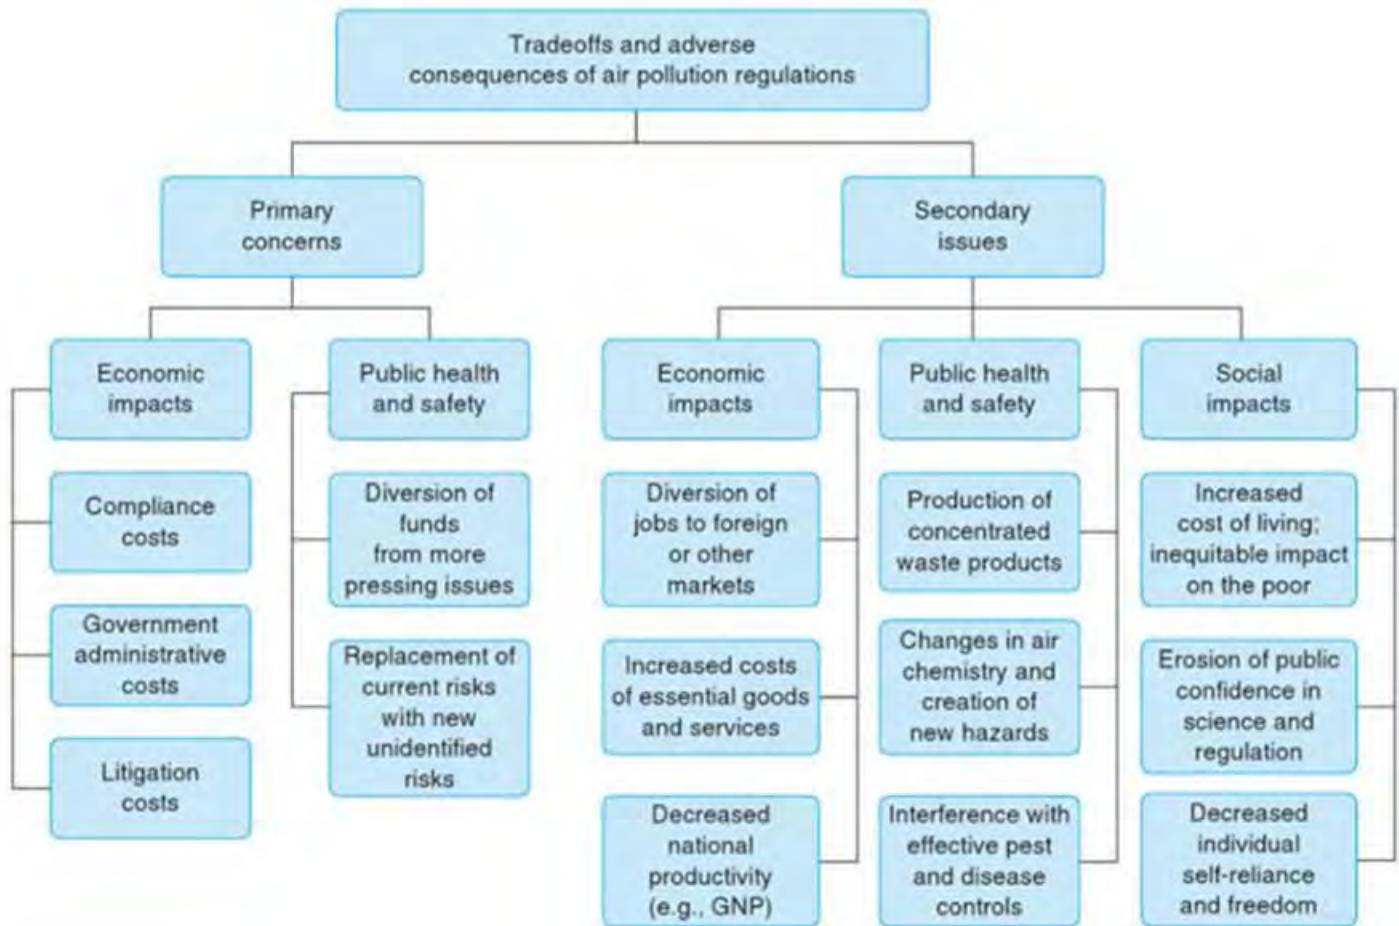 Tradeoffs and adverse
consequences of air pollution regulations
Primary
concerns
Secondary
issues
Economic
impacts
Compliance
costs
Government
administrative
costs
Litigation
costs
Public health
and safety
Diversion of
funds
from more
pressing issues
Replacement of
current risks
with new
unidentified
risks
Economic
impacts
Diversion of
jobs to foreign
or other
markets
Increased costs
of essential goods
and services
Decreased
national
productivity
(e.g., GNP)
Public health
and safety
Production of
concentrated
waste products
Changes in air
chemistry and
creation of
new hazards
Interference with
effective pest
and disease
controls
Social
impacts
Increased
cost of living;
inequitable impact
on the poor
Erosion of public
confidence in
science and
regulation
Decreased
individual
self-reliance
and freedom